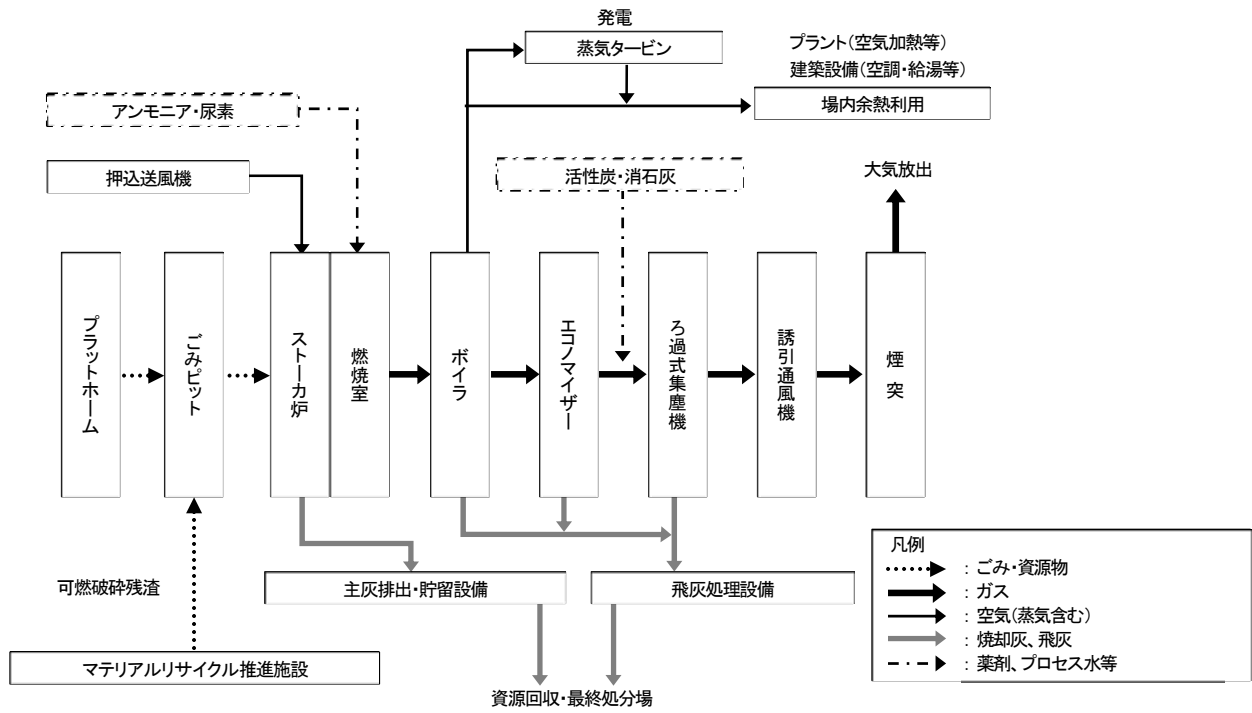 発電
蒸気タービン
プラント(空気加熱等)
建築設備(空調・給湯等)
場内余熱利用
アンモニア・尿素
押込送風機
活性炭・消石灰
大気放出
プラットホーム
ごみピット
ストーカ炉
燃焼室
ボイラ
エコノマイザー
ろ過式集塵機
誘引通風機
煙突
可燃破砕残渣
主灰排出・貯留設備
飛灰処理設備
マテリアルリサイクル推進施設
資源回収・最終処分場
凡例
：ごみ・資源物
：ガス
：空気(蒸気含む)
：焼却灰、飛灰
：薬剤、プロセス水等